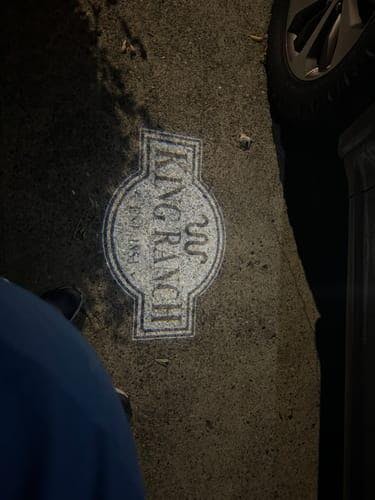 KING RANCH
EST. 1853